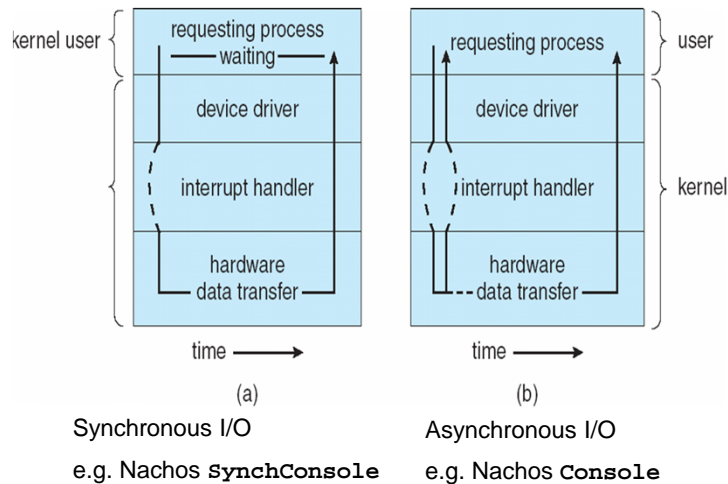 kernel user
requesting process
waiting
device driver
interrupt handler
hardware
data transfer
time
(a)
requesting process
user
device driver
interrupt handler
kernel
hardware
data transfer
time
(b)
Synchronous I/O
e.g. Nachos SynchConsole
Asynchronous I/O
e.g. Nachos Console